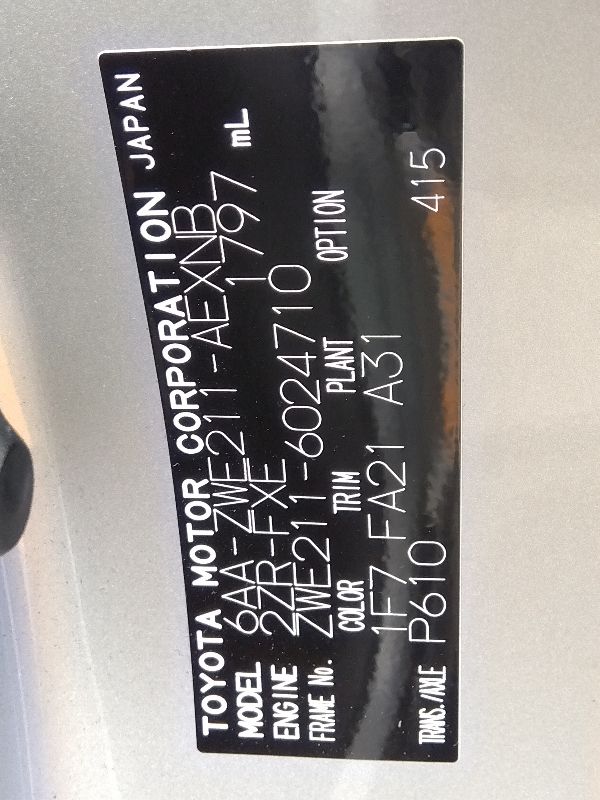 TOYOTA MOTOR CORPORATION JAPAN
MODEL 6AA-ZWE211-AEXNB
ENGINE 2ZR-FXE 1797 mL
FRAME No. ZWE211-6024710
COLOR TRIM PLANT OPTION
1F7 FA21 A31
TRANS./AXLE P610 415